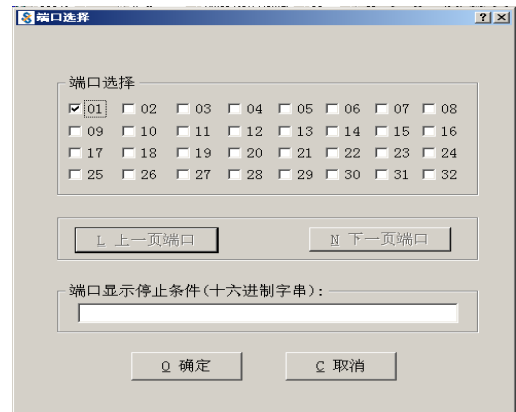 端口选择
端口选择
01 02 03 04 05 06 07 08
09 10 11 12 13 14 15 16
17 18 19 20 21 22 23 24
25 26 27 28 29 30 31 32
L 上一页端口 N 下一页端口
端口显示停止条件(十六进制字串):
O 确定 C 取消